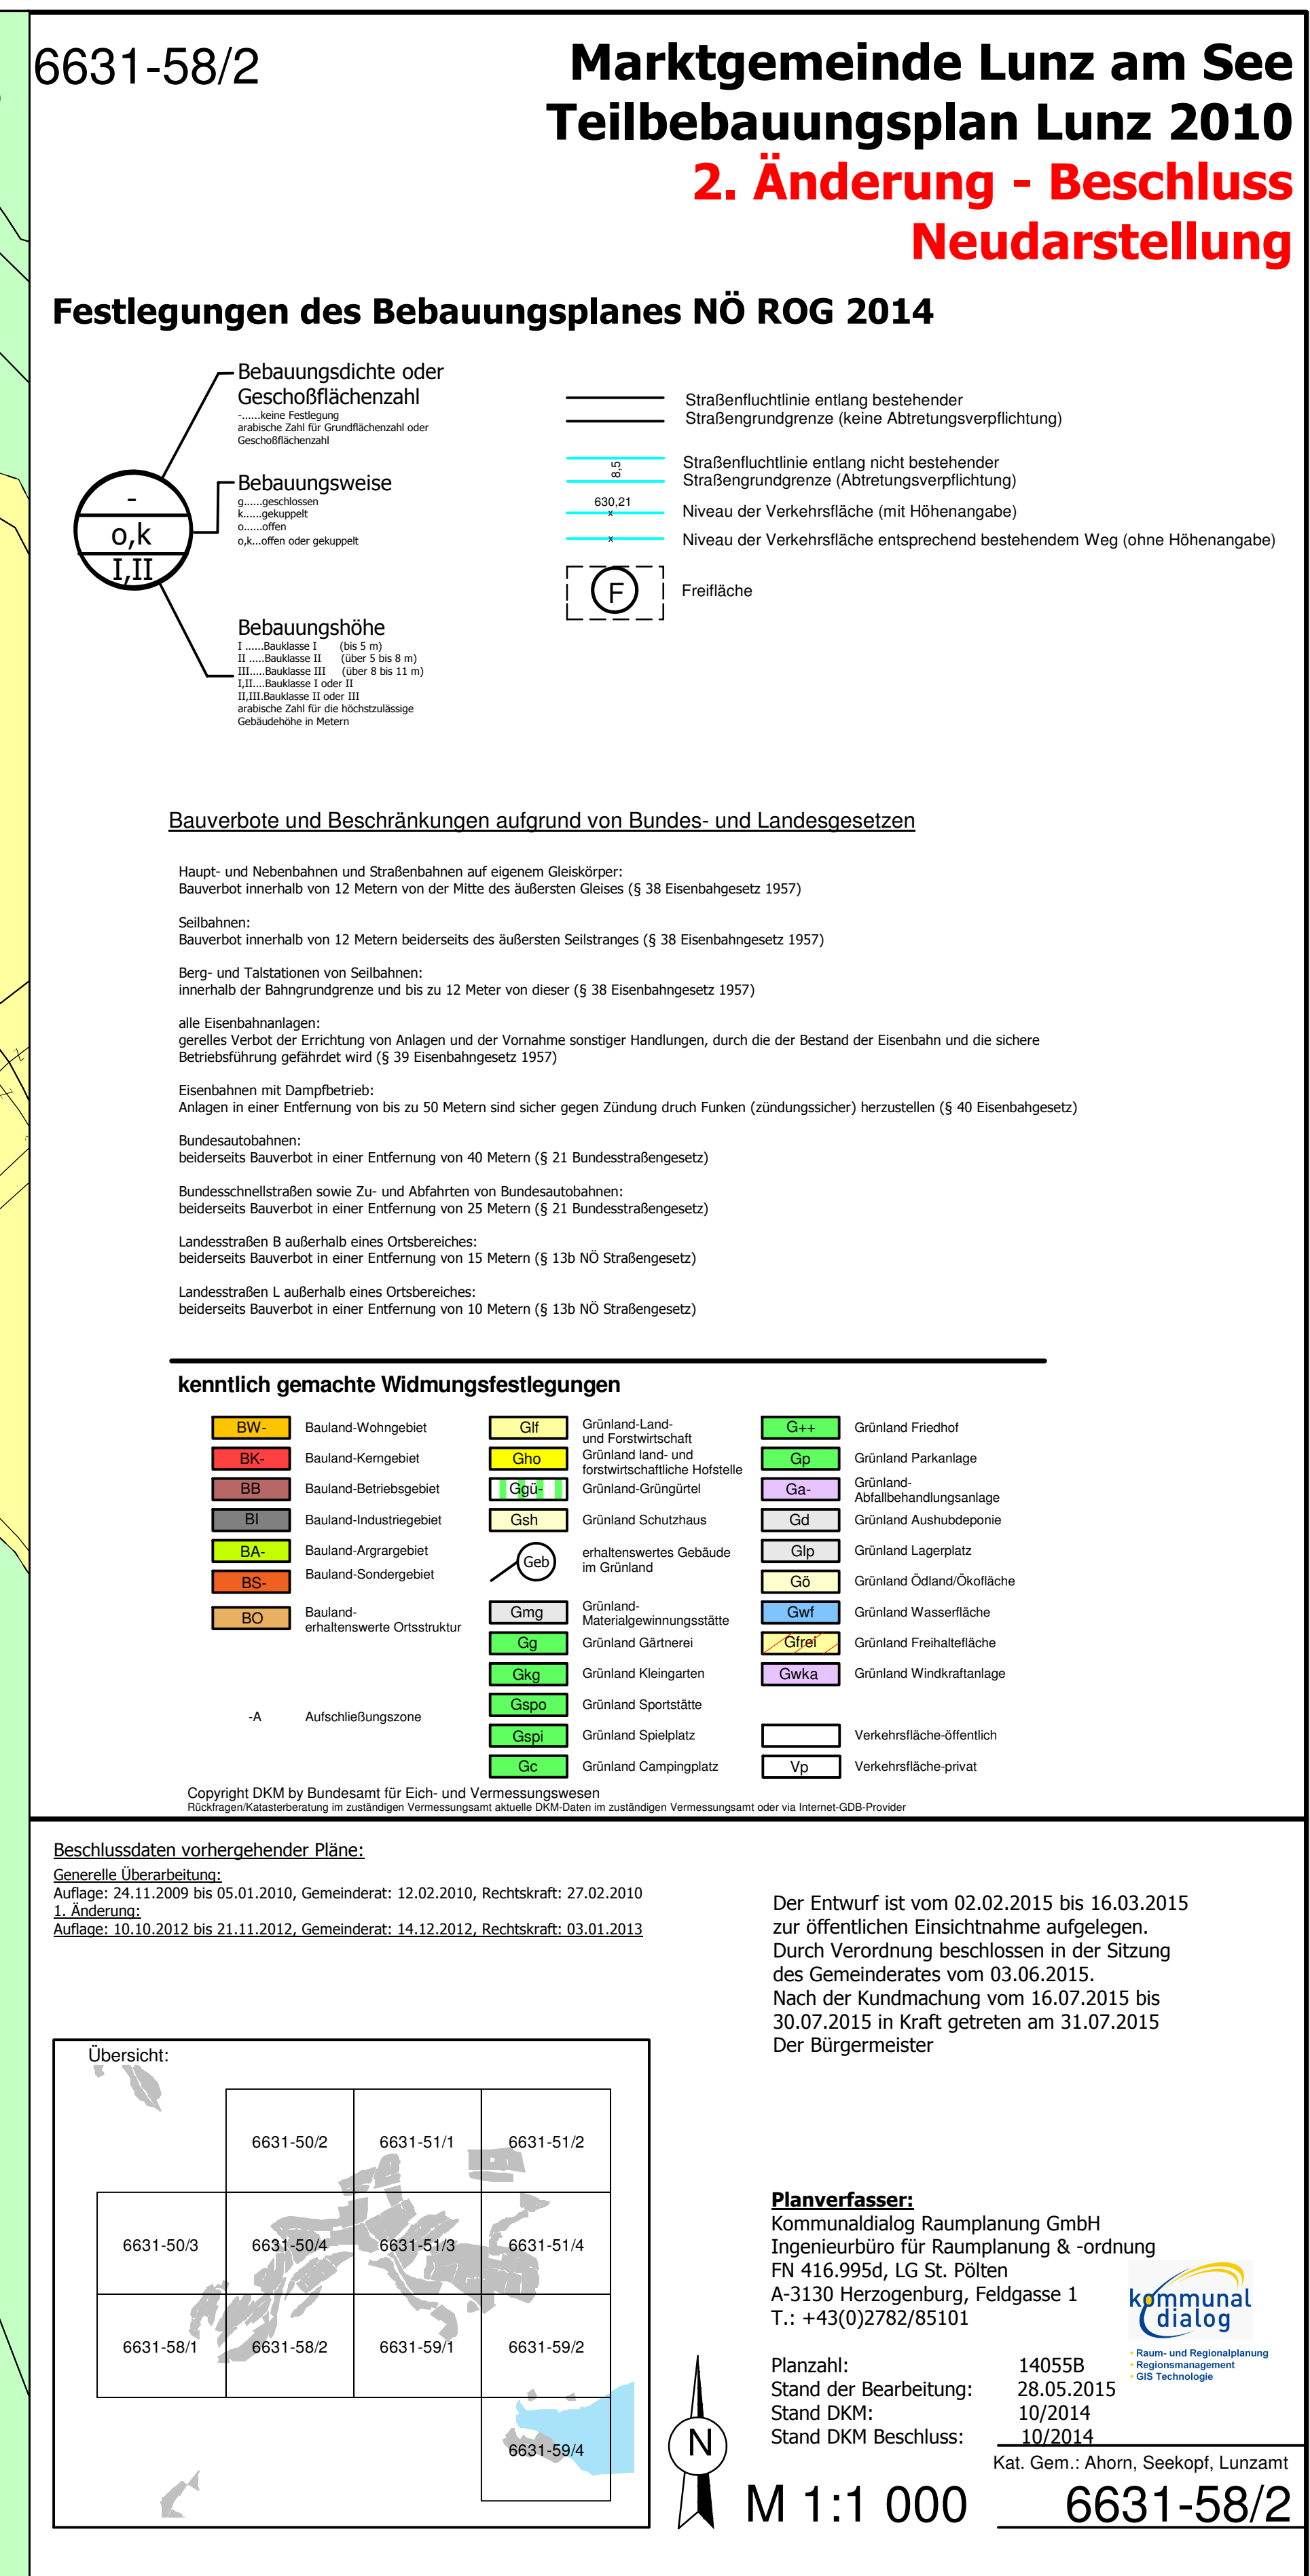 6631-58/2
Marktgemeinde Lunz am See
Teilbebauungsplan Lunz 2010
2. Änderung - Beschluss
Neudarstellung
Festlegungen des Bebauungsplanes NÖ ROG 2014
Bebauungsdichte oder
Geschoßflächenzahl
-......keine Festlegung
arabische Zahl für Grundflächenzahl oder
Geschoßflächenzahl
-
o,k
I,II
Bebauungsweise
g......geschlossen
k......gekuppelt
o......offen
o,k...offen oder gekuppelt
Bebauungshöhe
I ......Bauklasse I (bis 5 m)
II .....Bauklasse II (über 5 bis 8 m)
III.....Bauklasse III (über 8 bis 11 m)
I,II....Bauklasse I oder II
II,III.Bauklasse II oder III
arabische Zahl für die höchstzulässige
Gebäudehöhe in Metern
Straßenfluchtlinie entlang bestehender
Straßengrundgrenze (keine Abtretungsverpflichtung)
8,5
Straßenfluchtlinie entlang nicht bestehender
Straßengrundgrenze (Abtretungsverpflichtung)
630,21
x
Niveau der Verkehrsfläche (mit Höhenangabe)
x
Niveau der Verkehrsfläche entsprechend bestehendem Weg (ohne Höhenangabe)
F
Freifläche
Bauverbote und Beschränkungen aufgrund von Bundes- und Landesgesetzen
Haupt- und Nebenbahnen und Straßenbahnen auf eigenem Gleiskörper:
Bauverbot innerhalb von 12 Metern von der Mitte des äußersten Gleises (§ 38 Eisenbahgesetz 1957)
Seilbahnen:
Bauverbot innerhalb von 12 Metern beiderseits des äußersten Seilstranges (§ 38 Eisenbahngesetz 1957)
Berg- und Talstationen von Seilbahnen:
innerhalb der Bahngrundgrenze und bis zu 12 Meter von dieser (§ 38 Eisenbahngesetz 1957)
alle Eisenbahnanlagen:
gerelles Verbot der Errichtung von Anlagen und der Vornahme sonstiger Handlungen, durch die der Bestand der Eisenbahn und die sichere
Betriebsführung gefährdet wird (§ 39 Eisenbahngesetz 1957)
Eisenbahnen mit Dampfbetrieb:
Anlagen in einer Entfernung von bis zu 50 Metern sind sicher gegen Zündung druch Funken (zündungssicher) herzustellen (§ 40 Eisenbahgesetz)
Bundesautobahnen:
beiderseits Bauverbot in einer Entfernung von 40 Metern (§ 21 Bundesstraßengesetz)
Bundesschnellstraßen sowie Zu- und Abfahrten von Bundesautobahnen:
beiderseits Bauverbot in einer Entfernung von 25 Metern (§ 21 Bundesstraßengesetz)
Landesstraßen B außerhalb eines Ortsbereiches:
beiderseits Bauverbot in einer Entfernung von 15 Metern (§ 13b NÖ Straßengesetz)
Landesstraßen L außerhalb eines Ortsbereiches:
beiderseits Bauverbot in einer Entfernung von 10 Metern (§ 13b NÖ Straßengesetz)
kenntlich gemachte Widmungsfestlegungen
BW- Bauland-Wohngebiet
BK- Bauland-Kerngebiet
BB Bauland-Betriebsgebiet
BI Bauland-Industriegebiet
BA- Bauland-Argrargebiet
BS- Bauland-Sondergebiet
BO Bauland-
erhaltenswerte Ortsstruktur
-A Aufschließungszone
Glf Grünland-Land-
und Forstwirtschaft
Gho Grünland land- und
forstwirtschaftliche Hofstelle
Ggü- Grünland-Grüngürtel
Gsh Grünland Schutzhaus
Geb erhaltenswertes Gebäude
im Grünland
Gmg Grünland-
Materialgewinnungsstätte
Gg Grünland Gärtnerei
Gkg Grünland Kleingarten
Gspo Grünland Sportstätte
Gspi Grünland Spielplatz
Gc Grünland Campingplatz
G++ Grünland Friedhof
Gp Grünland Parkanlage
Ga- Grünland-
Abfallbehandlungsanlage
Gd Grünland Aushubdeponie
Glp Grünland Lagerplatz
Gö Grünland Ödland/Ökofläche
Gwf Grünland Wasserfläche
Gfrei Grünland Freihaltefläche
Gwka Grünland Windkraftanlage
Verkehrsfläche-öffentlich
Vp Verkehrsfläche-privat
Copyright DKM by Bundesamt für Eich- und Vermessungswesen
Rückfragen/Katasterberatung im zuständigen Vermessungsamt aktuelle DKM-Daten im zuständigen Vermessungsamt oder via Internet-GDB-Provider
Beschlussdaten vorhergehender Pläne:
Generelle Überarbeitung:
Auflage: 24.11.2009 bis 05.01.2010, Gemeinderat: 12.02.2010, Rechtskraft: 27.02.2010
1. Änderung:
Auflage: 10.10.2012 bis 21.11.2012, Gemeinderat: 14.12.2012, Rechtskraft: 03.01.2013
Der Entwurf ist vom 02.02.2015 bis 16.03.2015
zur öffentlichen Einsichtnahme aufgelegen.
Durch Verordnung beschlossen in der Sitzung
des Gemeinderates vom 03.06.2015.
Nach der Kundmachung vom 16.07.2015 bis
30.07.2015 in Kraft getreten am 31.07.2015
Der Bürgermeister
Übersicht:
6631-50/2 6631-51/1 6631-51/2
6631-50/3 6631-50/4 6631-51/3 6631-51/4
6631-58/1 6631-58/2 6631-59/1 6631-59/2
6631-59/4
Planverfasser:
Kommunaldialog Raumplanung GmbH
Ingenieurbüro für Raumplanung & -ordnung
FN 416.995d, LG St. Pölten
A-3130 Herzogenburg, Feldgasse 1
T.: +43(0)2782/85101
kommunal
dialog
• Raum- und Regionalplanung
• Regionsmanagement
• GIS Technologie
Planzahl: 14055B
Stand der Bearbeitung: 28.05.2015
Stand DKM: 10/2014
Stand DKM Beschluss: 10/2014
Kat. Gem.: Ahorn, Seekopf, Lunzamt
N
M 1:1 000
6631-58/2